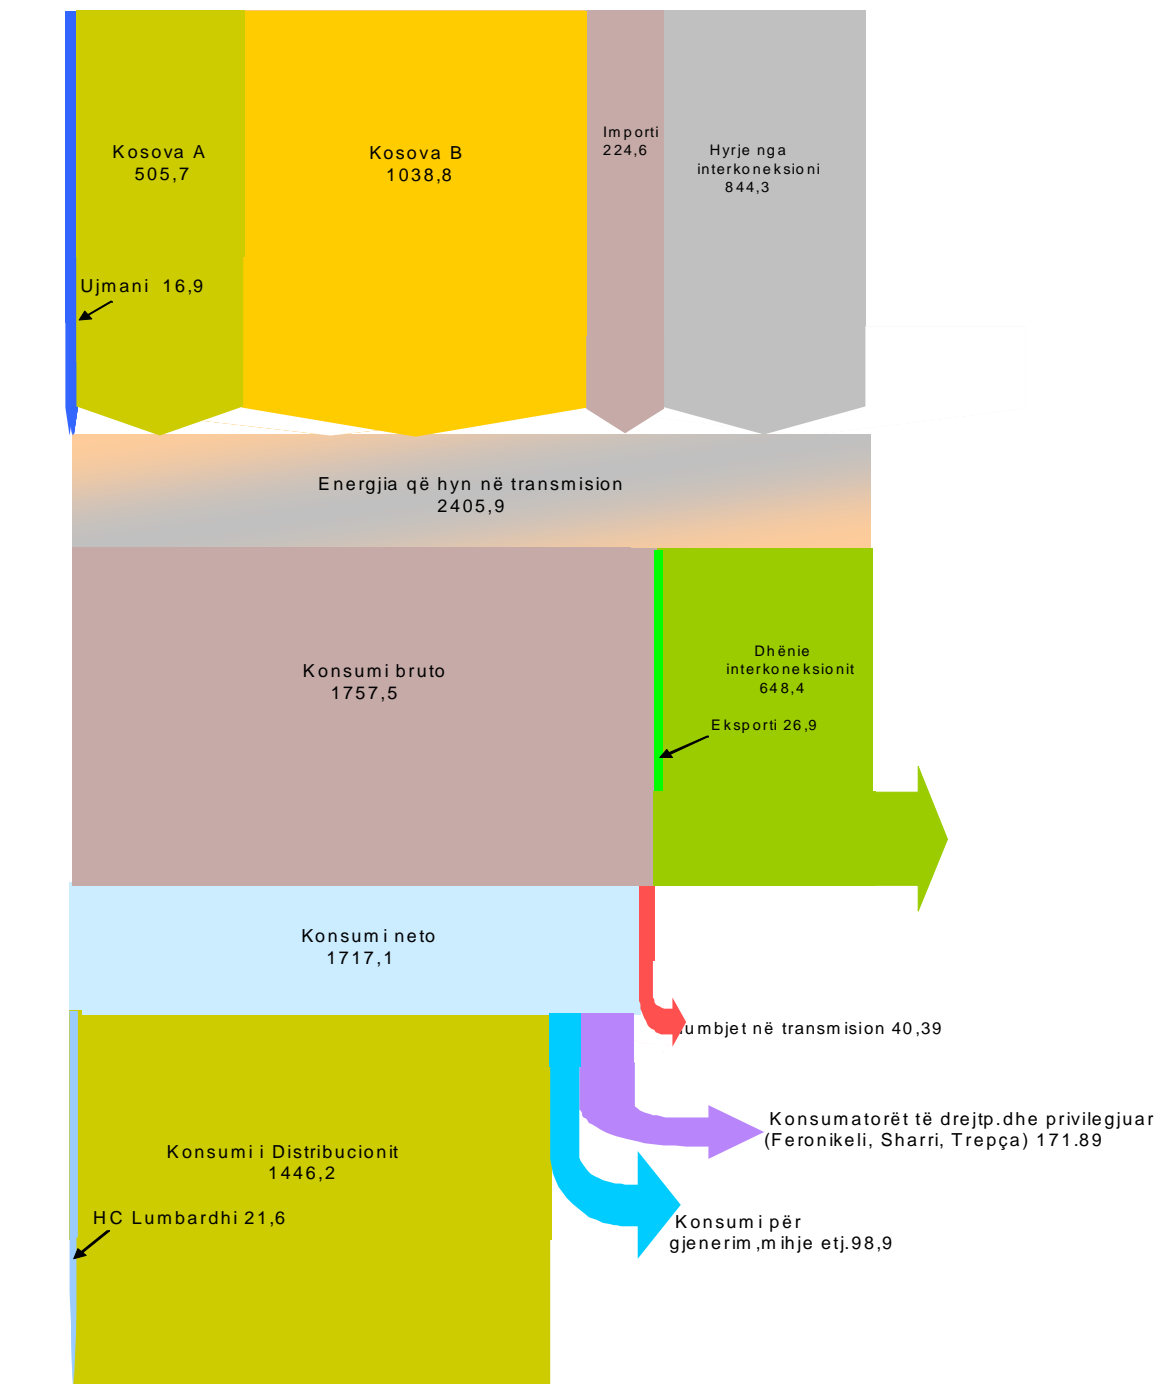 Kosova A
505,7
Kosova B
1038,8
Importi
224,6
Hyrje nga
interkoneksioni
844,3
Ujmani 16,9
Energjia që hyn në transmision
2405,9
Konsumi bruto
1757,5
Dhënie
interkoneksionit
648,4
Eksporti 26,9
Konsumi neto
1717,1
në transmision 40,39
Konsumatorët të drejtp.dhe privilegjuar
(Feronikeli, Sharri, Trepça) 171.89
Konsumi i Distribucionit
1446,2
HC Lumbardhi 21,6
Konsumi për
gjenerim,mihje etj.98,9